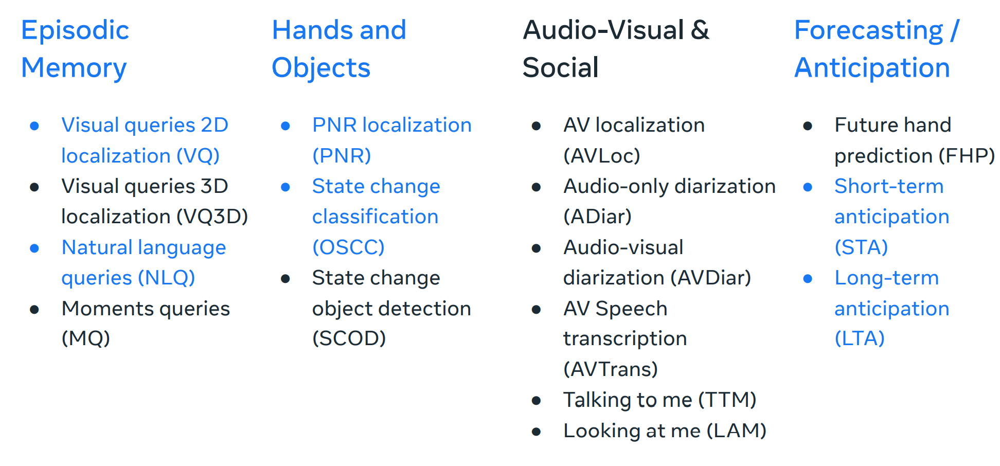 Episodic
Memory
● Visual queries 2D
localization (VQ)
● Visual queries 3D
localization (VQ3D)
● Natural language
queries (NLQ)
● Moments queries
(MQ)
Hands and
Objects
● PNR localization
(PNR)
● State change
classification
(OSCC)
● State change
object detection
(SCOD)
Audio-Visual &
Social
● AV localization
(AVLoc)
● Audio-only diarization
(ADiar)
● Audio-visual
diarization (AVDiar)
● AV Speech
transcription
(AVTrans)
● Talking to me (TTM)
● Looking at me (LAM)
Forecasting /
Anticipation
● Future hand
prediction (FHP)
● Short-term
anticipation
(STA)
● Long-term
anticipation
(LTA)